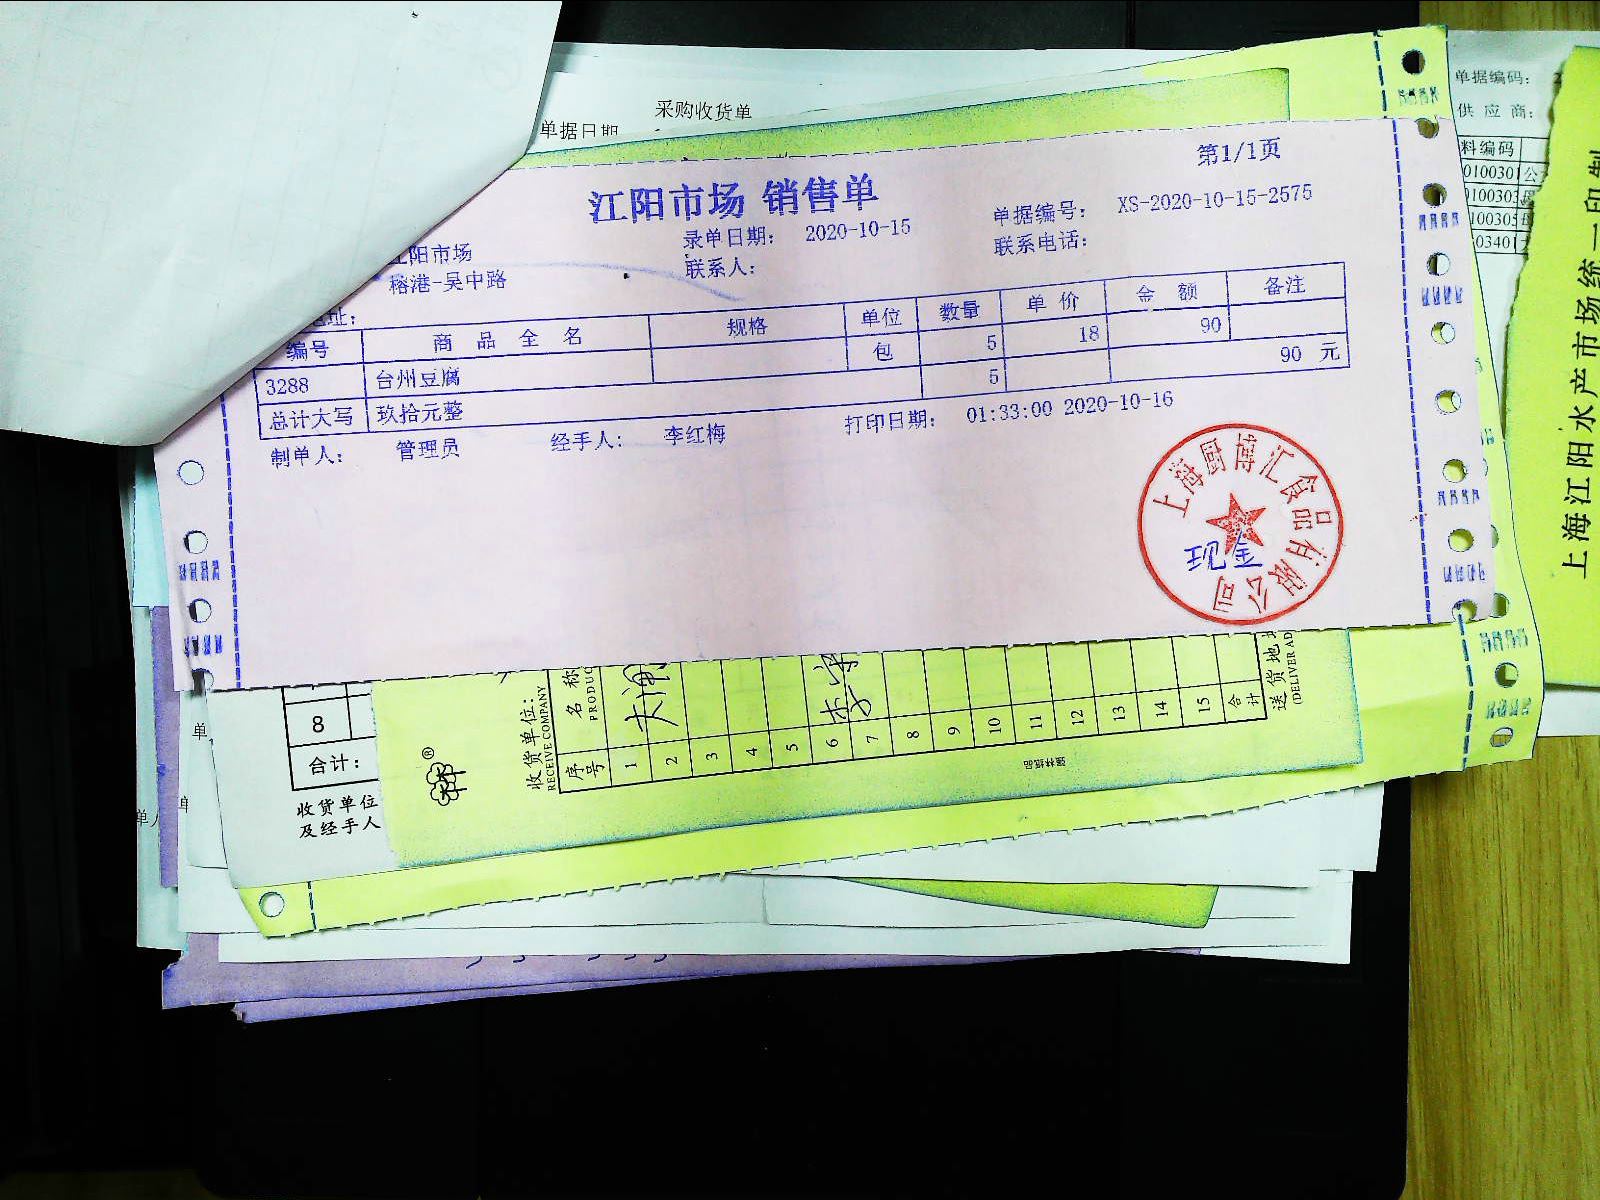 采购收货单
单据日期
第1/1页
江阳市场 销售单
录单日期： 2020-10-15
单据编号： XS-2020-10-15-2575
江阳市场
联系人：
联系电话：
榕港-吴中路
地址：
编号 商 品 全 名 规格 单位 数量 单 价 金 额 备注
3288 台州豆腐 包 5 18 90
总计大写 玖拾元整 5 90 元
制单人： 管理员 经手人： 李红梅 打印日期： 01:33:00 2020-10-16
上海厨博汇食品有限公司
现金
单据编码：
供 应 商：
料编码
上海江阳水产市场统一印制
8
合计：
收货单位
及经手人
收货单位：
RECEIVE COMPANY
序号
名 称
1
2
3
4
5
6
7
8
9
10
11
12
13
14
15
合计
送货地